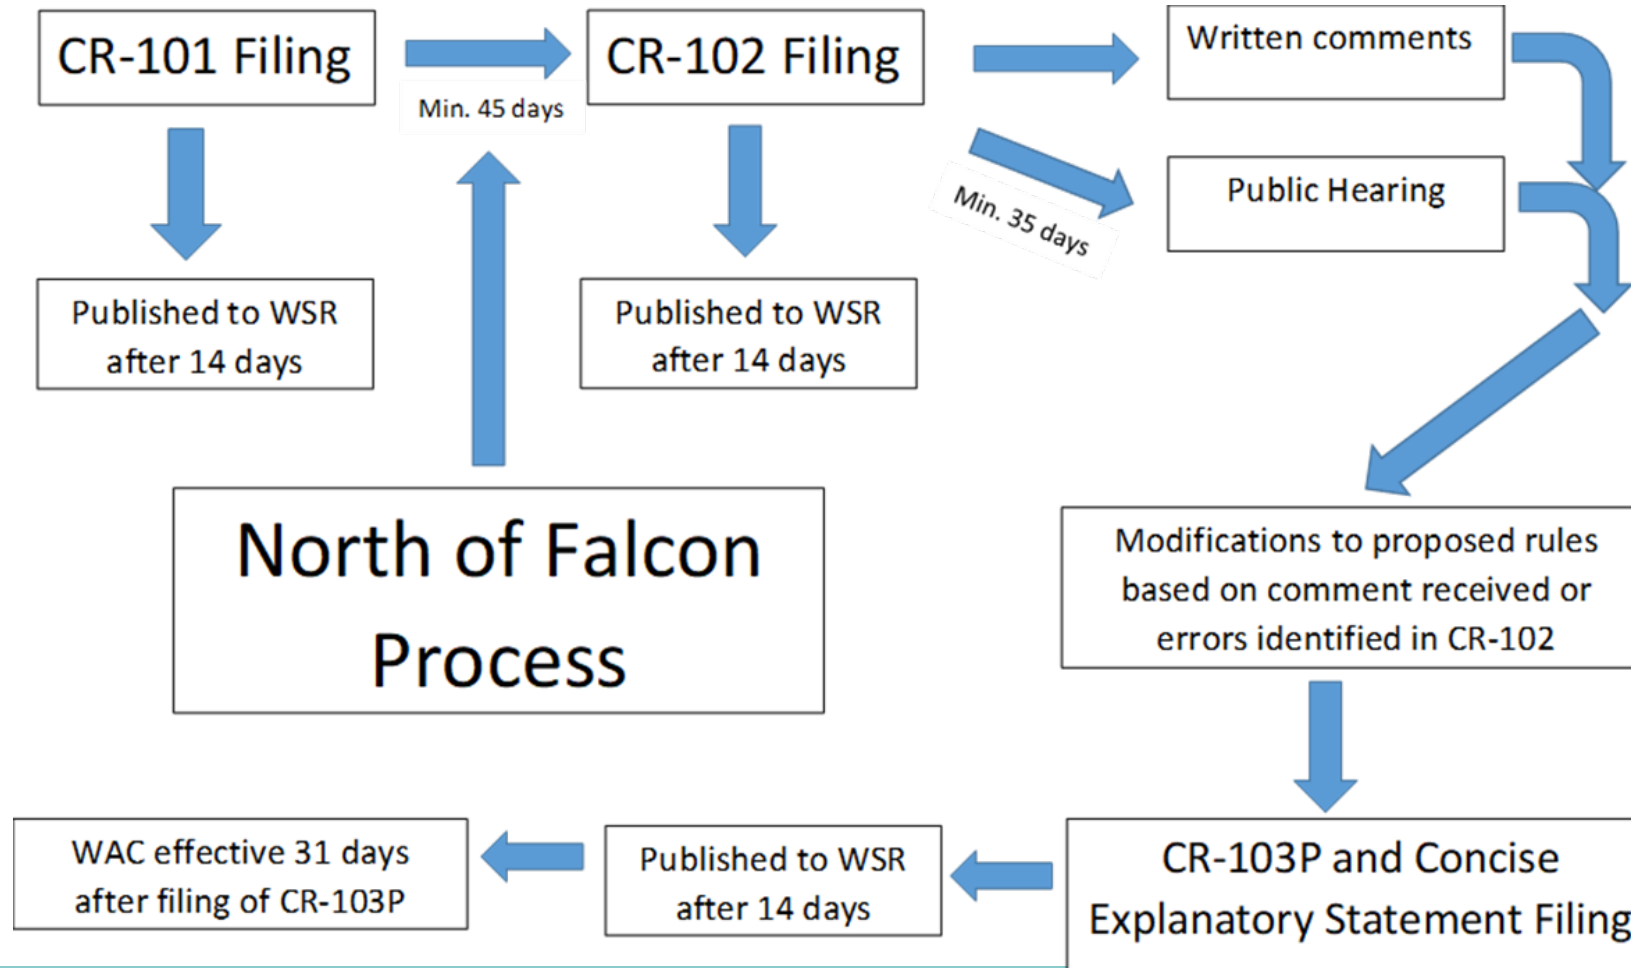 CR-101 Filing
Min. 45 days
CR-102 Filing
Written comments
Min. 35 days
Public Hearing
Published to WSR
after 14 days
Published to WSR
after 14 days
North of Falcon
Process
Modifications to proposed rules
based on comment received or
errors identified in CR-102
CR-103P and Concise
Explanatory Statement Filing
Published to WSR
after 14 days
WAC effective 31 days
after filing of CR-103P